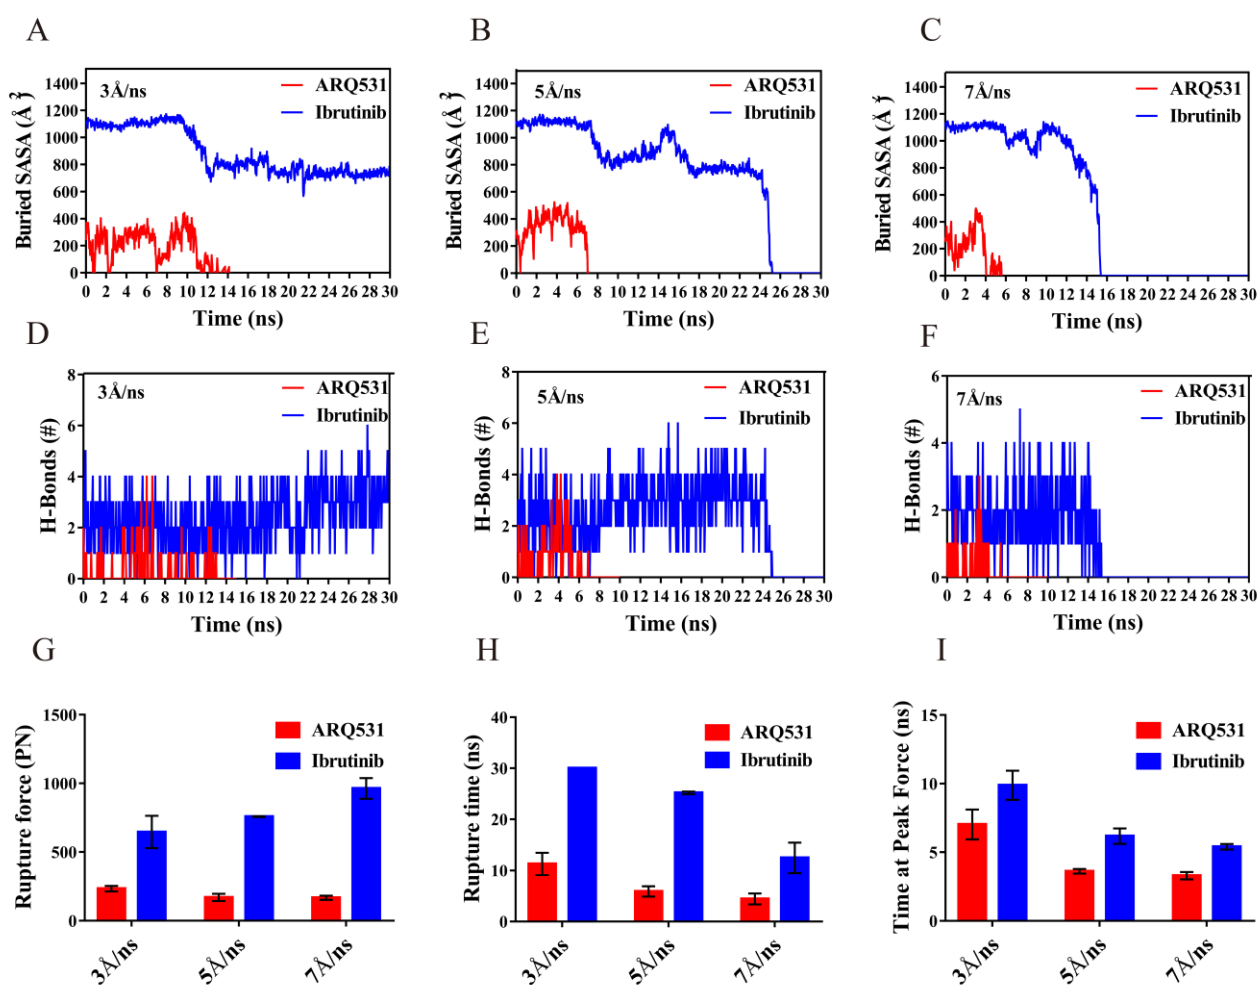 A
B
C
3Å/ns
ARQ531
Ibrutinib
Buried SASA (Å²)
1400
1200
1000
800
600
400
200
0
0 2 4 6 8 10 12 14 16 18 20 22 24 26 28 30
Time (ns)
5Å/ns
ARQ531
Ibrutinib
Buried SASA (Å²)
1400
1200
1000
800
600
400
200
0
0 2 4 6 8 10 12 14 16 18 20 22 24 26 28 30
Time (ns)
7Å/ns
ARQ531
Ibrutinib
Buried SASA (Å
1400
1200
1000
800
600
400
200
0
0 2 4 6 8 10 12 14 16 18 20 22 24 26 28 30
Time (ns)
D
E
F
3Å/ns
ARQ531
Ibrutinib
H-Bonds (#)
8
6
4
2
0
0 2 4 6 8 10 12 14 16 18 20 22 24 26 28 30
Time (ns)
5Å/ns
ARQ531
Ibrutinib
H-Bonds (#)
8
6
4
2
0
0 2 4 6 8 10 12 14 16 18 20 22 24 26 28 30
Time (ns)
7Å/ns
ARQ531
Ibrutinib
H-Bonds (#)
6
4
2
0
0 2 4 6 8 10 12 14 16 18 20 22 24 26 28 30
Time (ns)
G
H
I
ARQ531
Ibrutinib
Rupture force (PN)
1500
1000
500
0
3Å/ns
5Å/ns
7Å/ns
ARQ531
Ibrutinib
Rupture time (ns)
40
30
20
10
0
3Å/ns
5Å/ns
7Å/ns
ARQ531
Ibrutinib
Time at Peak Force (ns)
15
10
5
0
3Å/ns
5Å/ns
7Å/ns